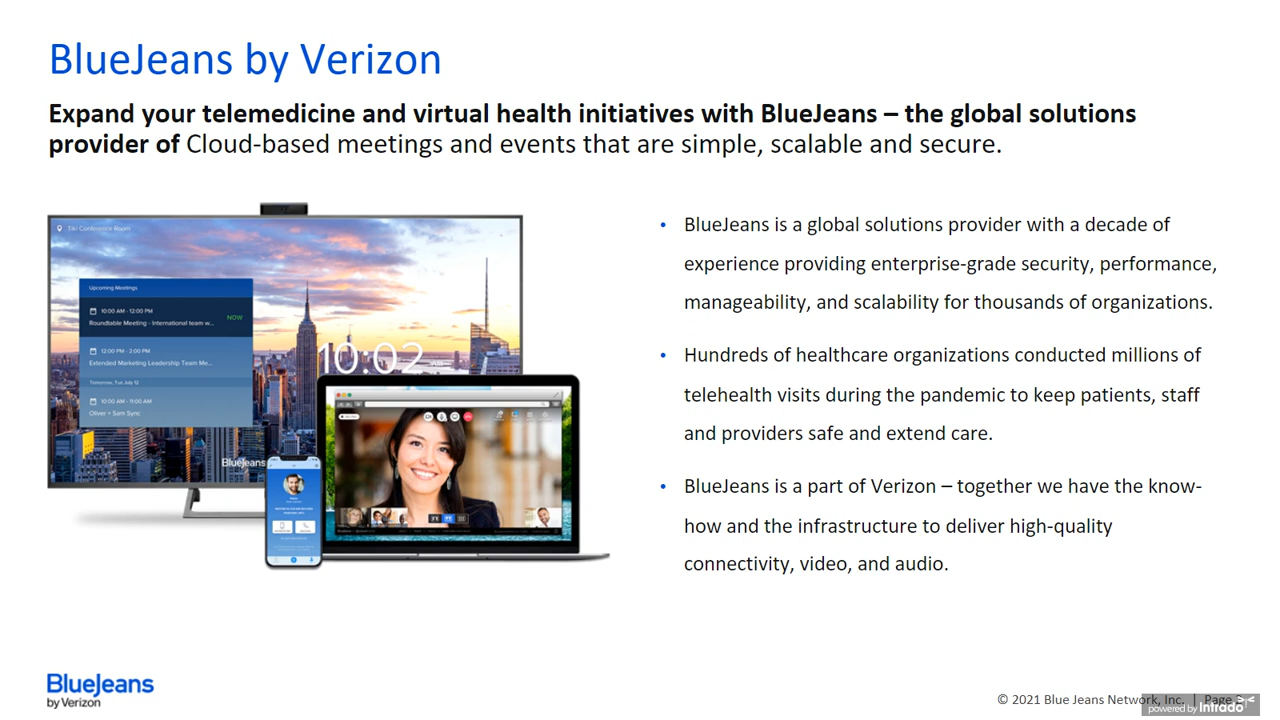 BlueJeans by Verizon
Expand your telemedicine and virtual health initiatives with BlueJeans – the global solutions
provider of Cloud-based meetings and events that are simple, scalable and secure.
Tiki Conference Room
Upcoming Meetings
10:00 AM - 12:00 PM
NOW
Roundtable Meeting - International team w...
12:00 PM - 2:00 PM
Extended Marketing Leadership Team Me...
Tomorrow, Tue July 12
10:00 AM - 11:00 AM
Oliver + Sam Sync
10:02
BlueJeans
• BlueJeans is a global solutions provider with a decade of
experience providing enterprise-grade security, performance,
manageability, and scalability for thousands of organizations.
• Hundreds of healthcare organizations conducted millions of
telehealth visits during the pandemic to keep patients, staff
and providers safe and extend care.
• BlueJeans is a part of Verizon – together we have the know-
how and the infrastructure to deliver high-quality
connectivity, video, and audio.
BlueJeans
by Verizon
© 2021 Blue Jeans Network, Inc. | Page
powered by Intrado